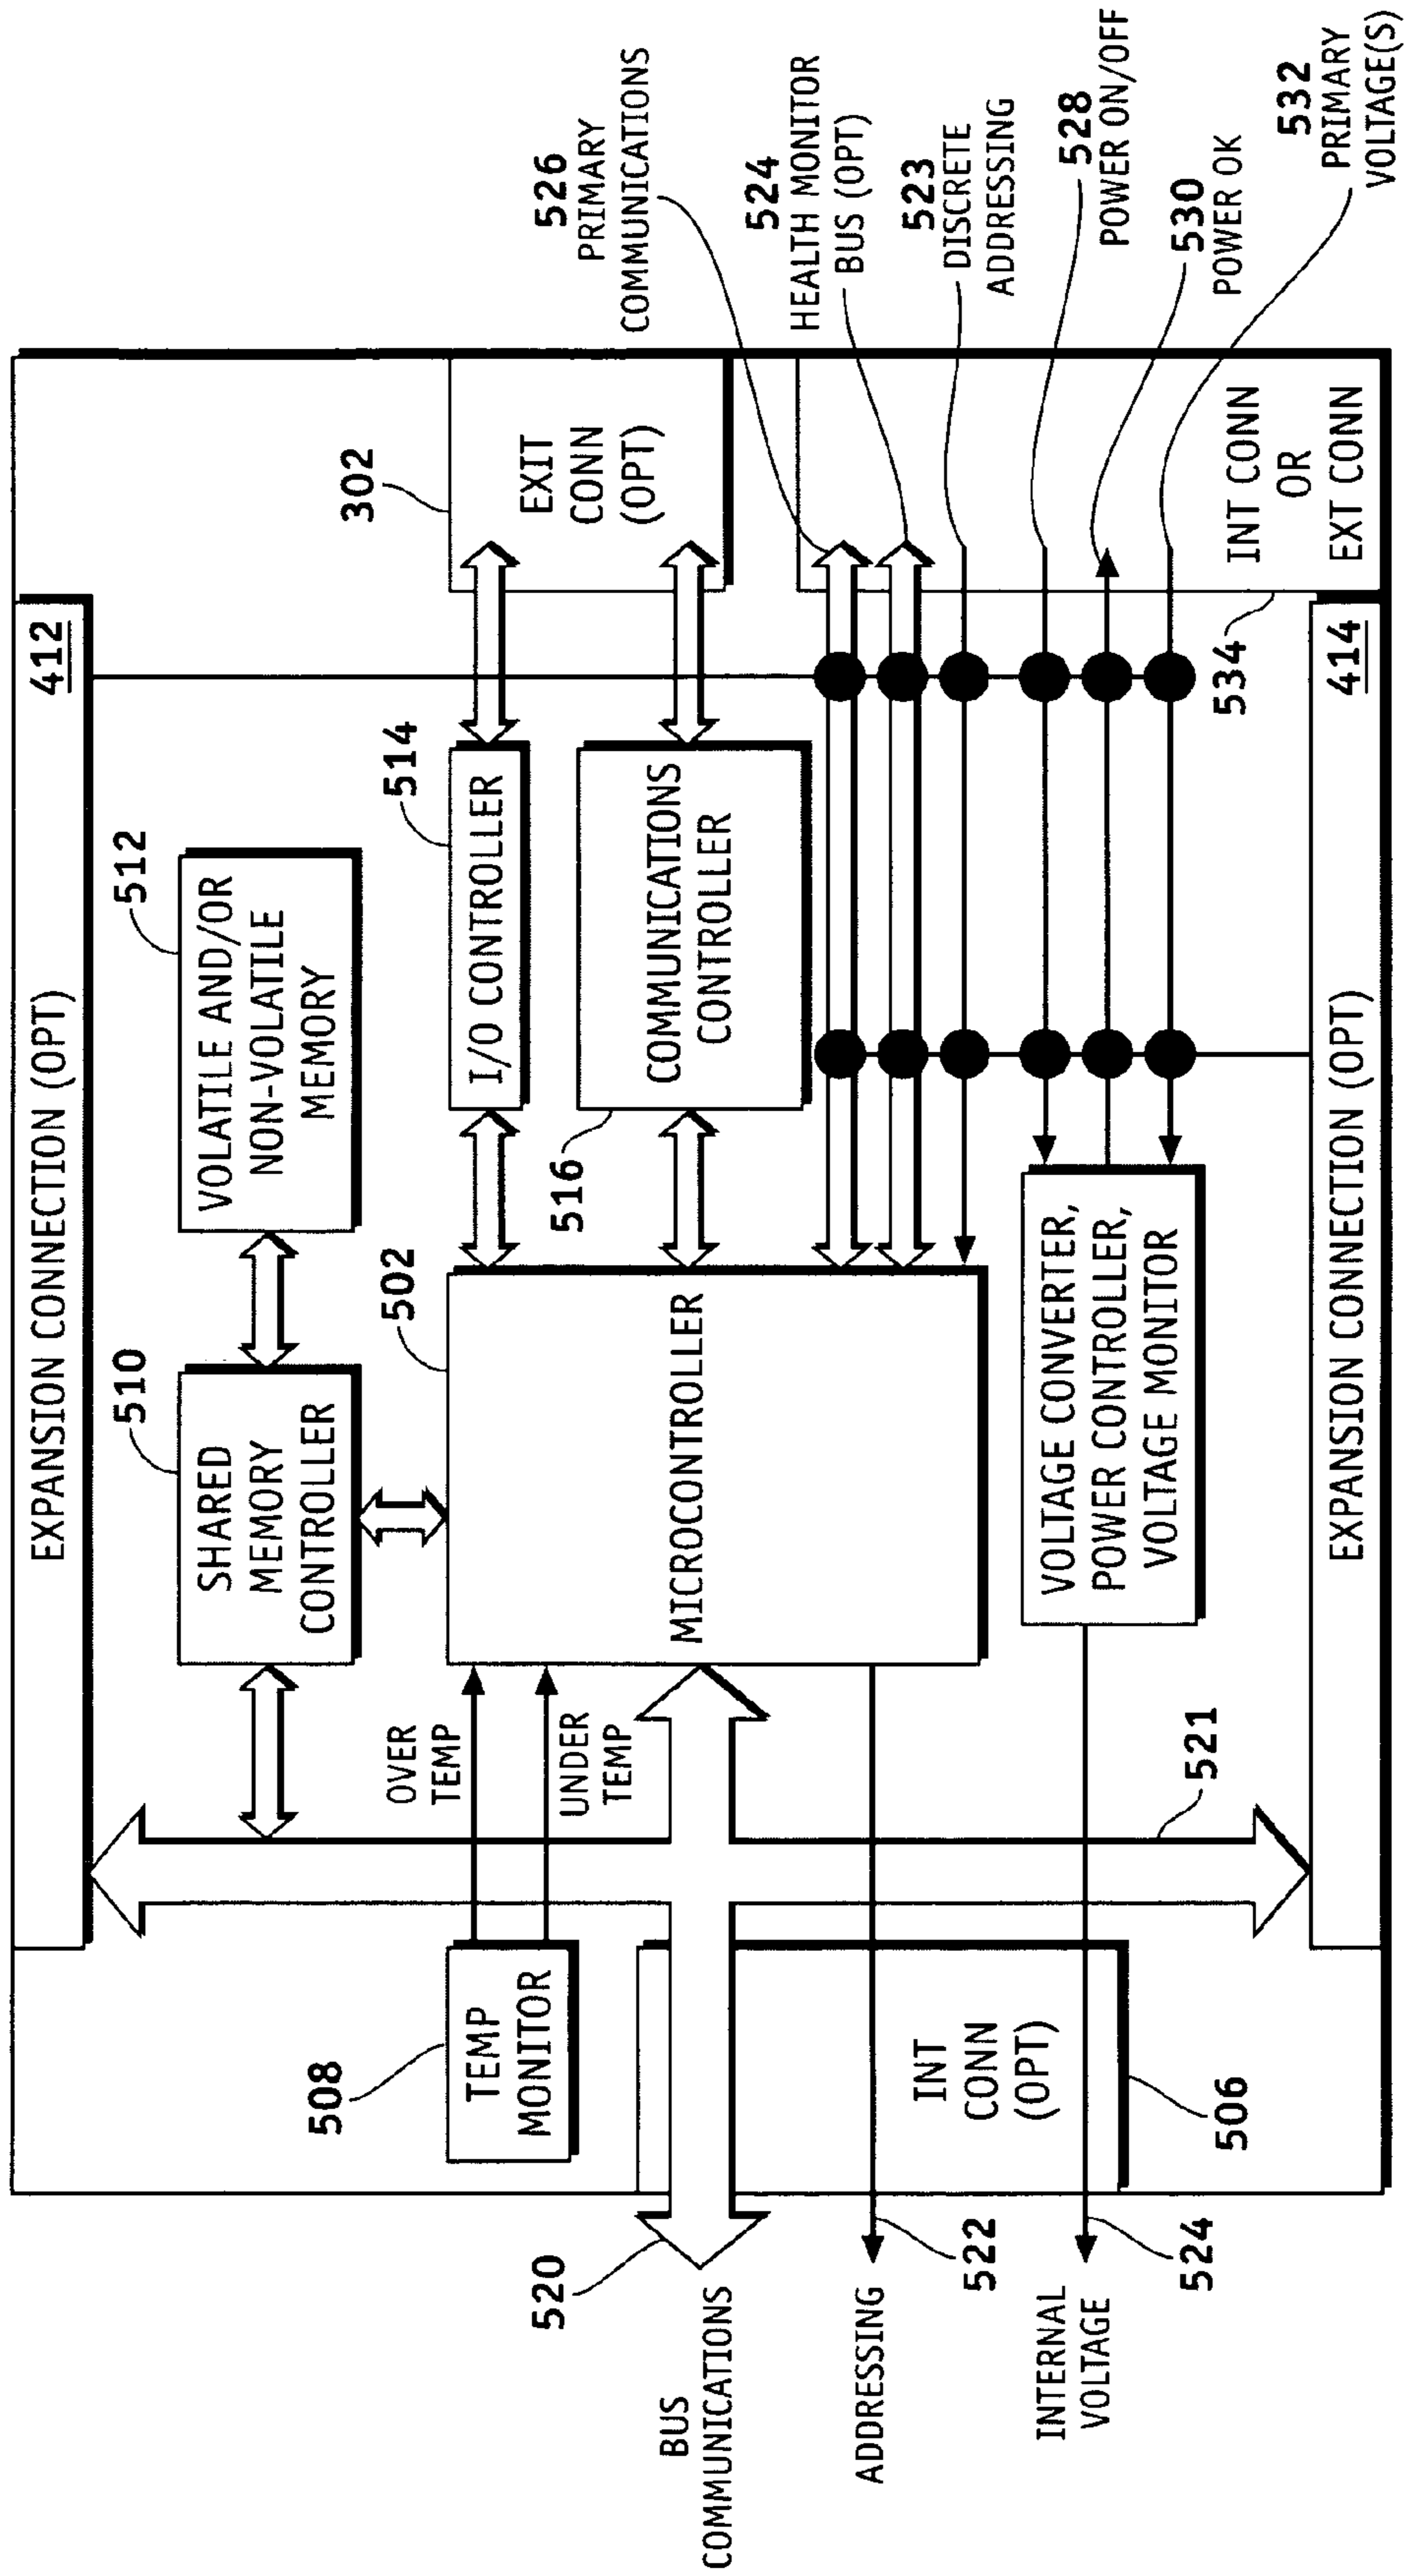 EXPANSION CONNECTION (OPT)
412
510
SHARED
MEMORY
CONTROLLER
512
VOLATILE AND/OR
NON-VOLATILE
MEMORY
302
EXIT
CONN
(OPT)
508
TEMP
MONITOR
OVER
TEMP
UNDER
TEMP
502
MICROCONTROLLER
514
I/O CONTROLLER
516
COMMUNICATIONS
CONTROLLER
526
PRIMARY
COMMUNICATIONS
524
HEALTH MONITOR
BUS (OPT)
523
DISCRETE
ADDRESSING
528
POWER ON/OFF
530
POWER OK
532
PRIMARY
VOLTAGE(S)
520
BUS
COMMUNICATIONS
ADDRESSING
522
INTERNAL
VOLTAGE
524
INT
CONN
(OPT)
506
521
VOLTAGE CONVERTER,
POWER CONTROLLER,
VOLTAGE MONITOR
534
INT CONN
OR
EXT CONN
EXPANSION CONNECTION (OPT)
414